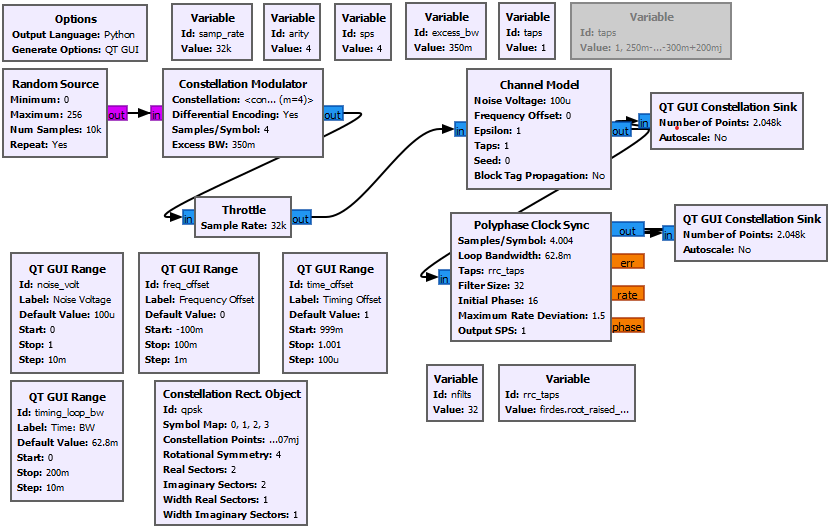 Options
Output Language: Python
Generate Options: QT GUI
Variable
Id: samp_rate
Value: 32k
Variable
Id: arity
Value: 4
Variable
Id: sps
Value: 4
Variable
Id: excess_bw
Value: 350m
Variable
Id: taps
Value: 1
Variable
Id: taps
Value: 1, 250m-...-300m+200mj
Random Source
Minimum: 0
Maximum: 256
Num Samples: 10k
Repeat: Yes
out
in
Constellation Modulator
Constellation: <con... (m=4)>
Differential Encoding: Yes
Samples/Symbol: 4
Excess BW: 350m
out
in
Channel Model
Noise Voltage: 100u
Frequency Offset: 0
Epsilon: 1
Taps: 1
Seed: 0
Block Tag Propagation: No
out
in
QT GUI Constellation Sink
Number of Points: 2.048k
Autoscale: No
in
Throttle
Sample Rate: 32k
out
in
Polyphase Clock Sync
Samples/Symbol: 4.004
Loop Bandwidth: 62.8m
Taps: rrc_taps
Filter Size: 32
Initial Phase: 16
Maximum Rate Deviation: 1.5
Output SPS: 1
out
err
rate
phase
in
QT GUI Constellation Sink
Number of Points: 2.048k
Autoscale: No
QT GUI Range
Id: noise_volt
Label: Noise Voltage
Default Value: 100u
Start: 0
Stop: 1
Step: 10m
QT GUI Range
Id: freq_offset
Label: Frequency Offset
Default Value: 0
Start: -100m
Stop: 100m
Step: 1m
QT GUI Range
Id: time_offset
Label: Timing Offset
Default Value: 1
Start: 999m
Stop: 1.001
Step: 100u
QT GUI Range
Id: timing_loop_bw
Label: Time: BW
Default Value: 62.8m
Start: 0
Stop: 200m
Step: 10m
Constellation Rect. Object
Id: qpsk
Symbol Map: 0, 1, 2, 3
Constellation Points: ...07mj
Rotational Symmetry: 4
Real Sectors: 2
Imaginary Sectors: 2
Width Real Sectors: 1
Width Imaginary Sectors: 1
Variable
Id: nfilts
Value: 32
Variable
Id: rrc_taps
Value: firdes.root_raised_...